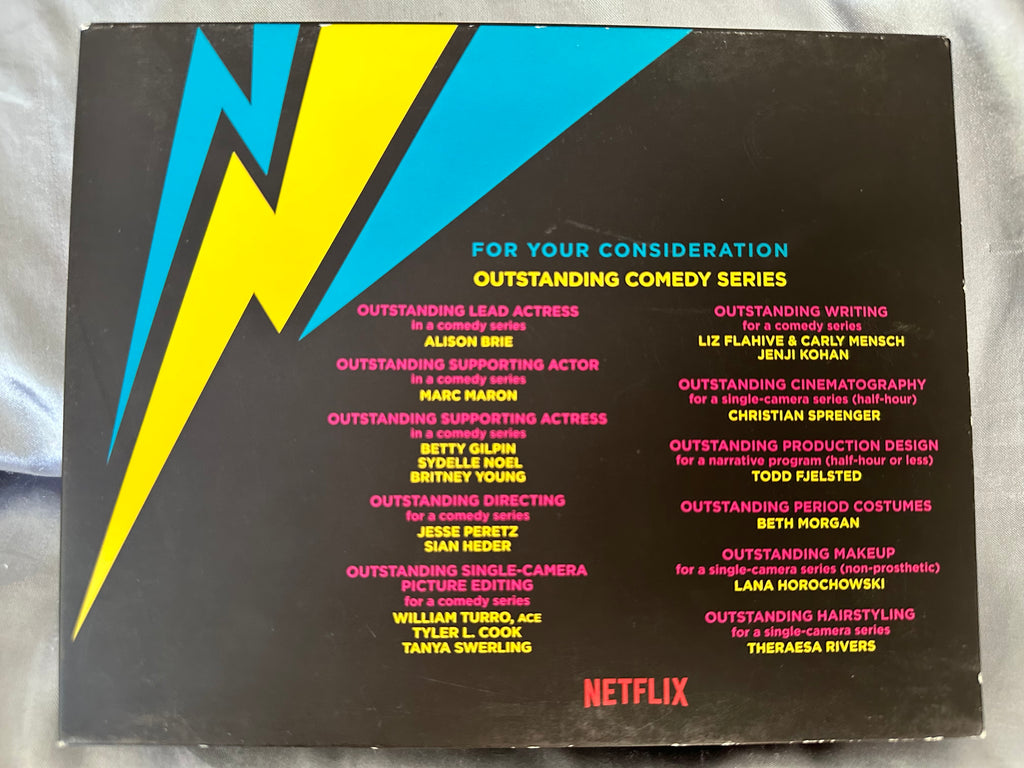 FOR YOUR CONSIDERATION
OUTSTANDING COMEDY SERIES
OUTSTANDING LEAD ACTRESS
in a comedy series
ALISON BRIE
OUTSTANDING SUPPORTING ACTOR
in a comedy series
MARC MARON
OUTSTANDING SUPPORTING ACTRESS
in a comedy series
BETTY GILPIN
SYDELLE NOEL
BRITNEY YOUNG
OUTSTANDING DIRECTING
for a comedy series
JESSE PERETZ
SIAN HEDER
OUTSTANDING SINGLE-CAMERA
PICTURE EDITING
for a comedy series
WILLIAM TURRO, ACE
TYLER L. COOK
TANYA SWERLING
OUTSTANDING WRITING
for a comedy series
LIZ FLAHIVE & CARLY MENSCH
JENJI KOHAN
OUTSTANDING CINEMATOGRAPHY
for a single-camera series (half-hour)
CHRISTIAN SPRENGER
OUTSTANDING PRODUCTION DESIGN
for a narrative program (half-hour or less)
TODD FJELSTED
OUTSTANDING PERIOD COSTUMES
BETH MORGAN
OUTSTANDING MAKEUP
for a single-camera series (non-prosthetic)
LANA HOROCHOWSKI
OUTSTANDING HAIRSTYLING
for a single-camera series
THERAESA RIVERS
NETFLIX